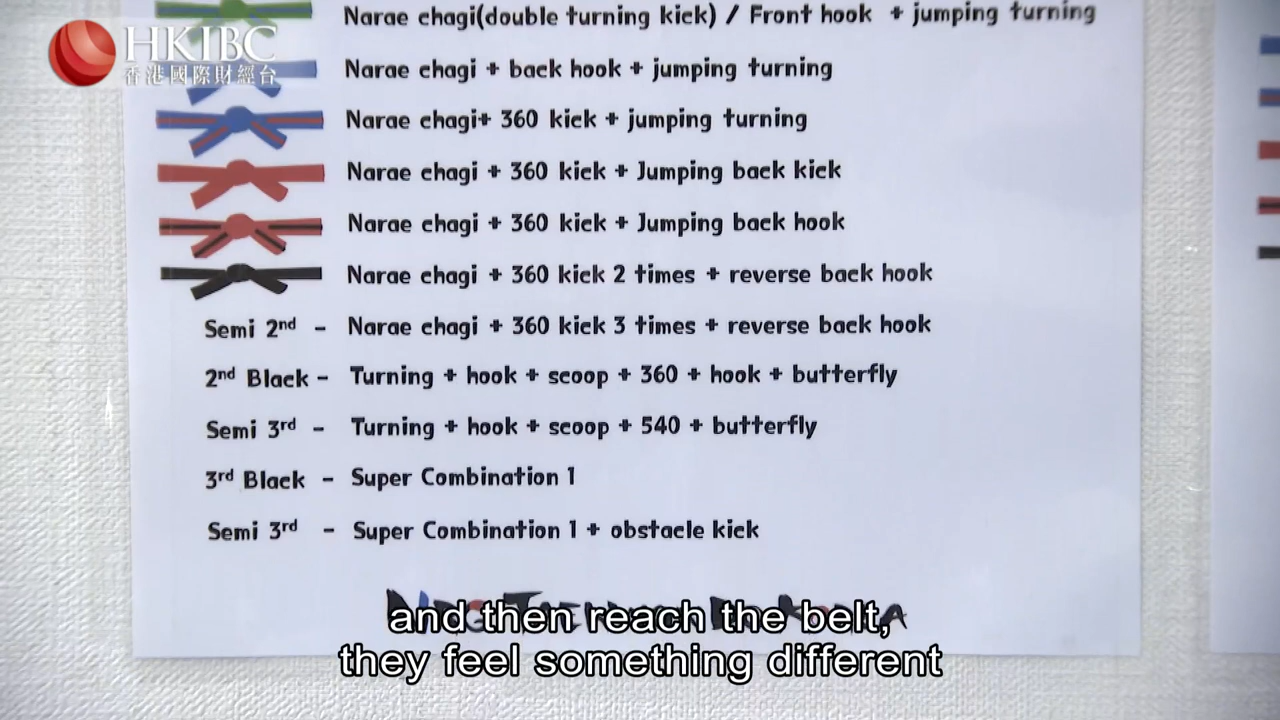 Narae chagi(double turning kick) / Front hook + jumping turning
HKIBC
香港國際財經台
Narae chagi + back hook + jumping turning
Narae chagi+ 360 kick + jumping turning
Narae chagi + 360 kick + Jumping back kick
Narae chagi + 360 kick + Jumping back hook
Narae chagi + 360 kick 2 times + reverse back hook
Semi 2nd - Narae chagi + 360 kick 3 times + reverse back hook
2nd Black - Turning + hook + scoop + 360 + hook + butterfly
Semi 3rd - Turning + hook + scoop + 540 + butterfly
3rd Black - Super Combination 1
Semi 3rd - Super Combination 1 + obstacle kick
and then reach the belt,
they feel something different